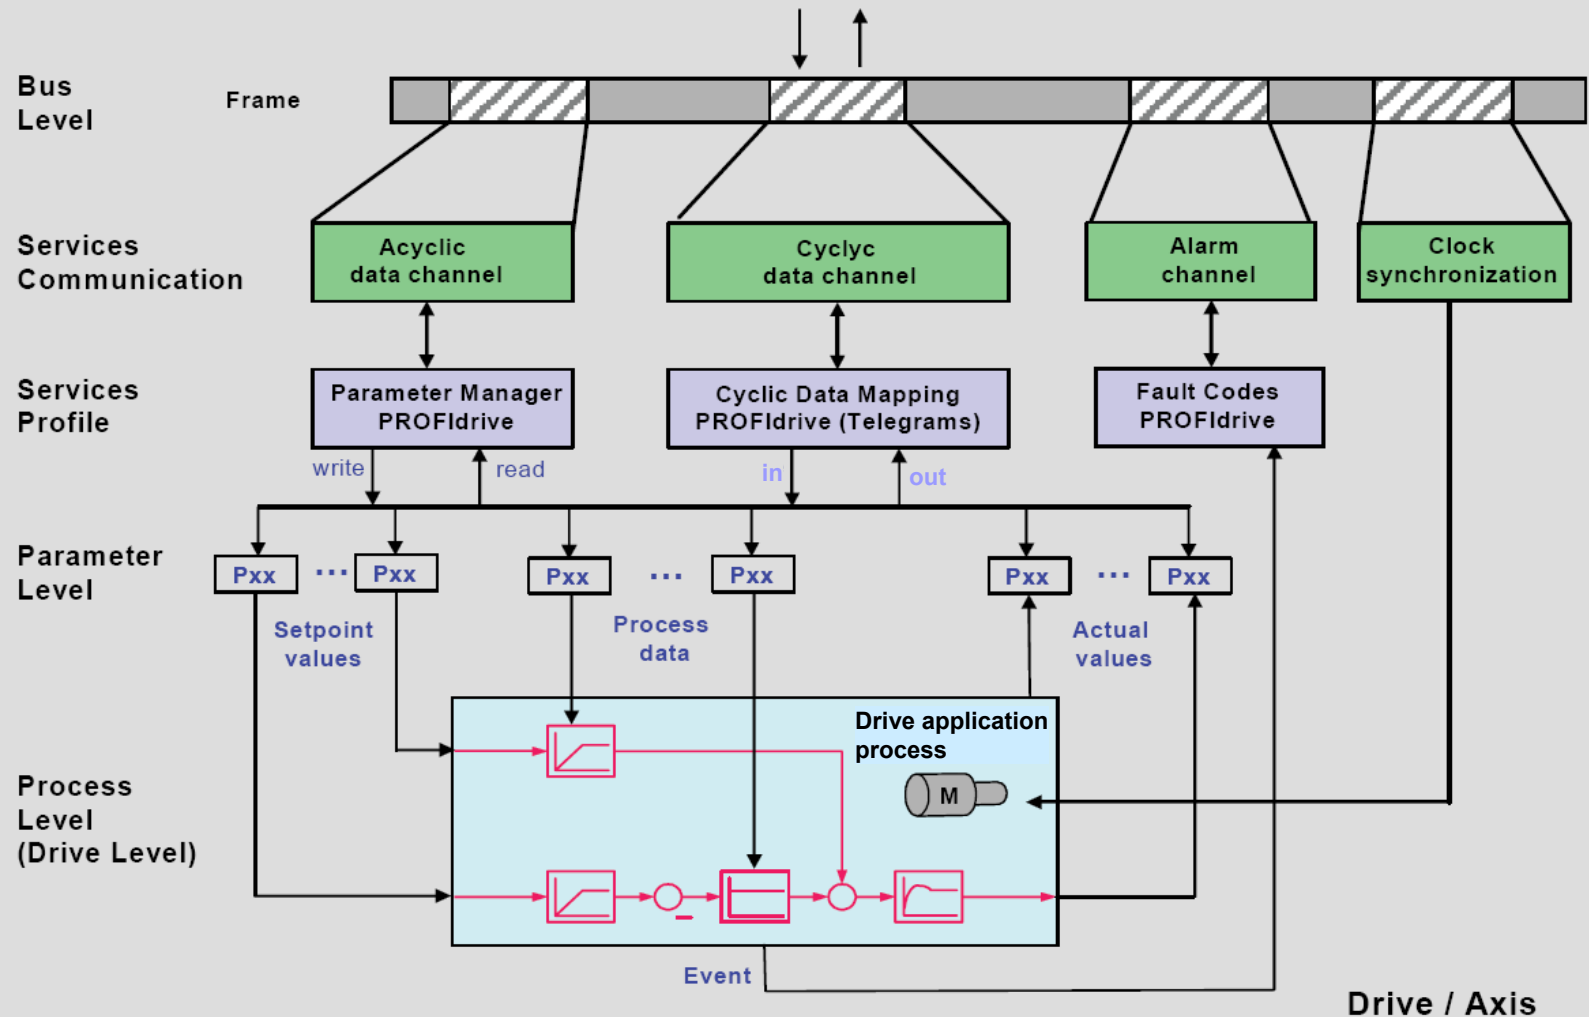 Bus
Level
Frame
Services
Communication
Acyclic
data channel
Cyclyc
data channel
Alarm
channel
Clock
synchronization
Services
Profile
Parameter Manager
PROFIdrive
Cyclic Data Mapping
PROFIdrive (Telegrams)
Fault Codes
PROFIdrive
write
read
in
out
Parameter
Level
Pxx
...
Pxx
Pxx
...
Pxx
Pxx
...
Pxx
Setpoint
values
Process
data
Actual
values
Process
Level
(Drive Level)
Drive application
process
M
Event
Drive / Axis